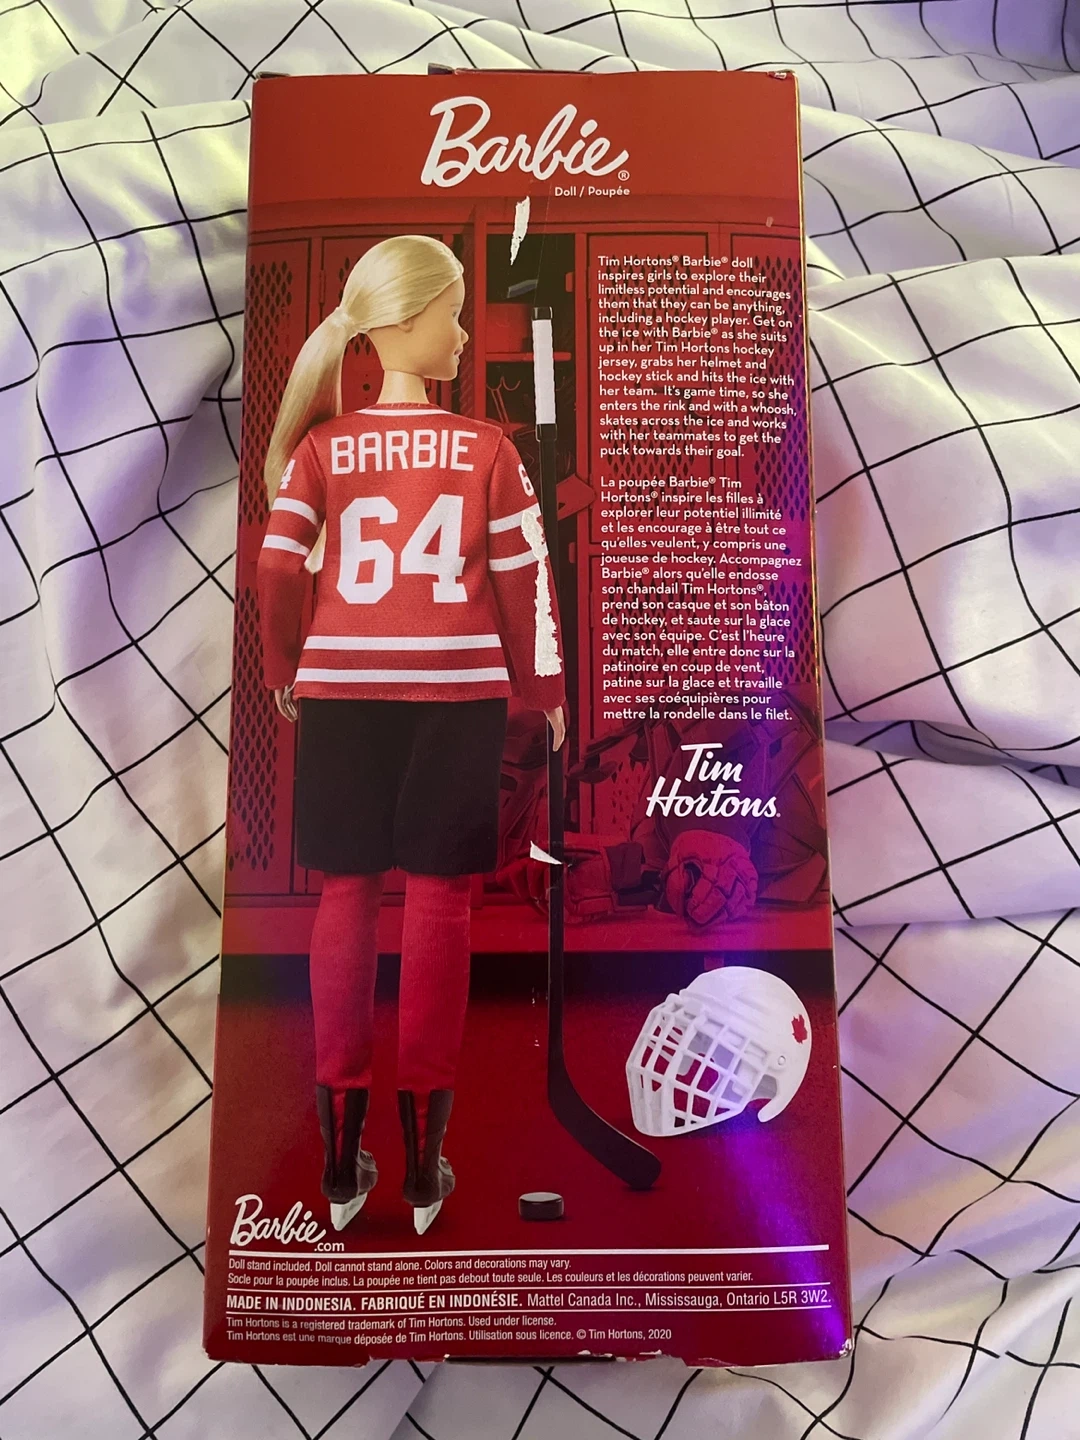 Barbie®
Doll / Poupée
Tim Hortons® Barbie® doll
inspires girls to explore their
limitless potential and encourages
them that they can be anything,
including a hockey player. Get on
the ice with Barbie® as she suits
up in her Tim Hortons hockey
jersey, grabs her helmet and
hockey stick and hits the ice with
her team. It's game time, so she
enters the rink and with a whoosh,
skates across the ice and works
with her teammates to get the
puck towards their goal.
La poupée Barbie® Tim
Hortons® inspire les filles à
explorer leur potentiel illimité
et les encourage à être tout ce
qu'elles veulent, y compris une
joueuse de hockey. Accompagnez
Barbie® alors qu'elle endosse
son chandail Tim Hortons®,
prend son casque et son bâton
de hockey, et saute sur la glace
avec son équipe. C'est l'heure
du match, elle entre donc sur la
patinoire en coup de vent,
patine sur la glace et travaille
avec ses coéquipières pour
mettre la rondelle dans le filet.
BARBIE
64
4
6
Tim
Hortons.
Barbie
.com
Doll stand included. Doll cannot stand alone. Colors and decorations may vary.
Socle pour la poupée inclus. La poupée ne tient pas debout toute seule. Les couleurs et les décorations peuvent varier.
MADE IN INDONESIA. FABRIQUÉ EN INDONÉSIE. Mattel Canada Inc., Mississauga, Ontario L5R 3W2.
Tim Hortons is a registered trademark of Tim Hortons. Used under license.
Tim Hortons est une marque déposée de Tim Hortons. Utilisation sous licence. © Tim Hortons, 2020